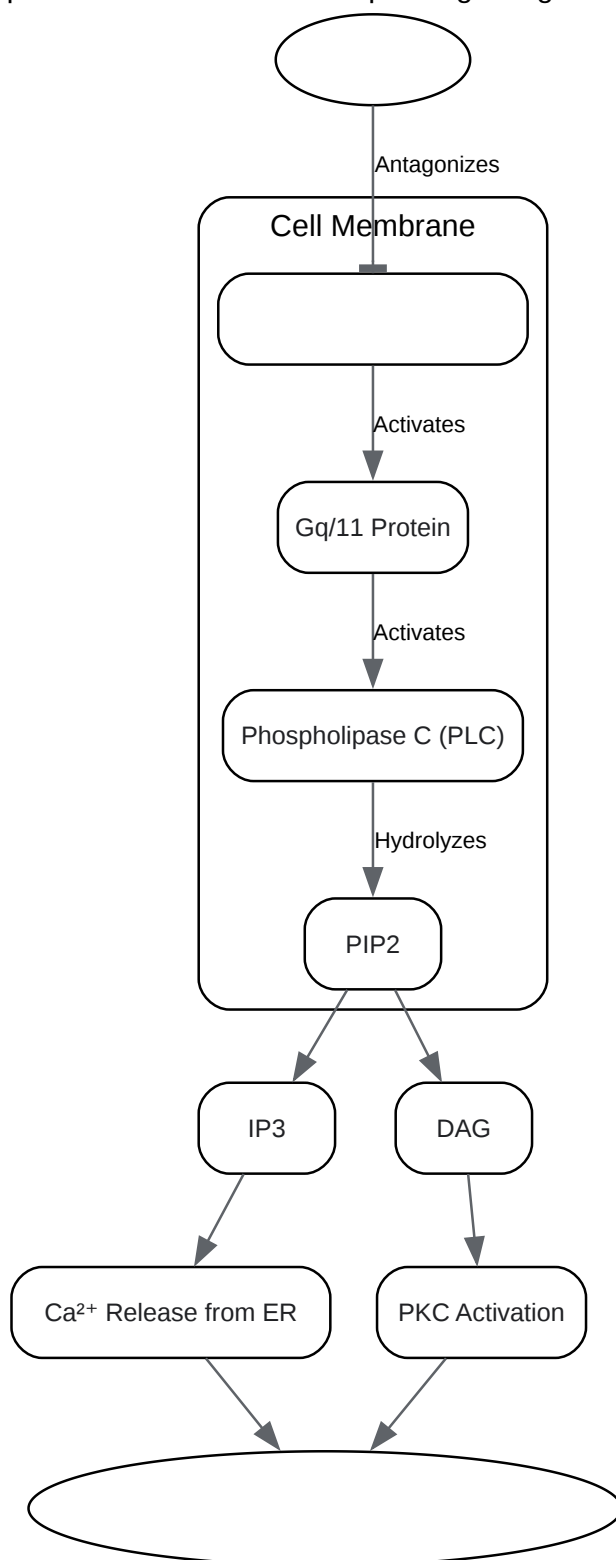 Antagonizes
Cell Membrane
Activates
Gq/11 Protein
Activates
Phospholipase C (PLC)
Hydrolyzes
PIP2
IP3
DAG
Ca²⁺ Release from ER
PKC Activation